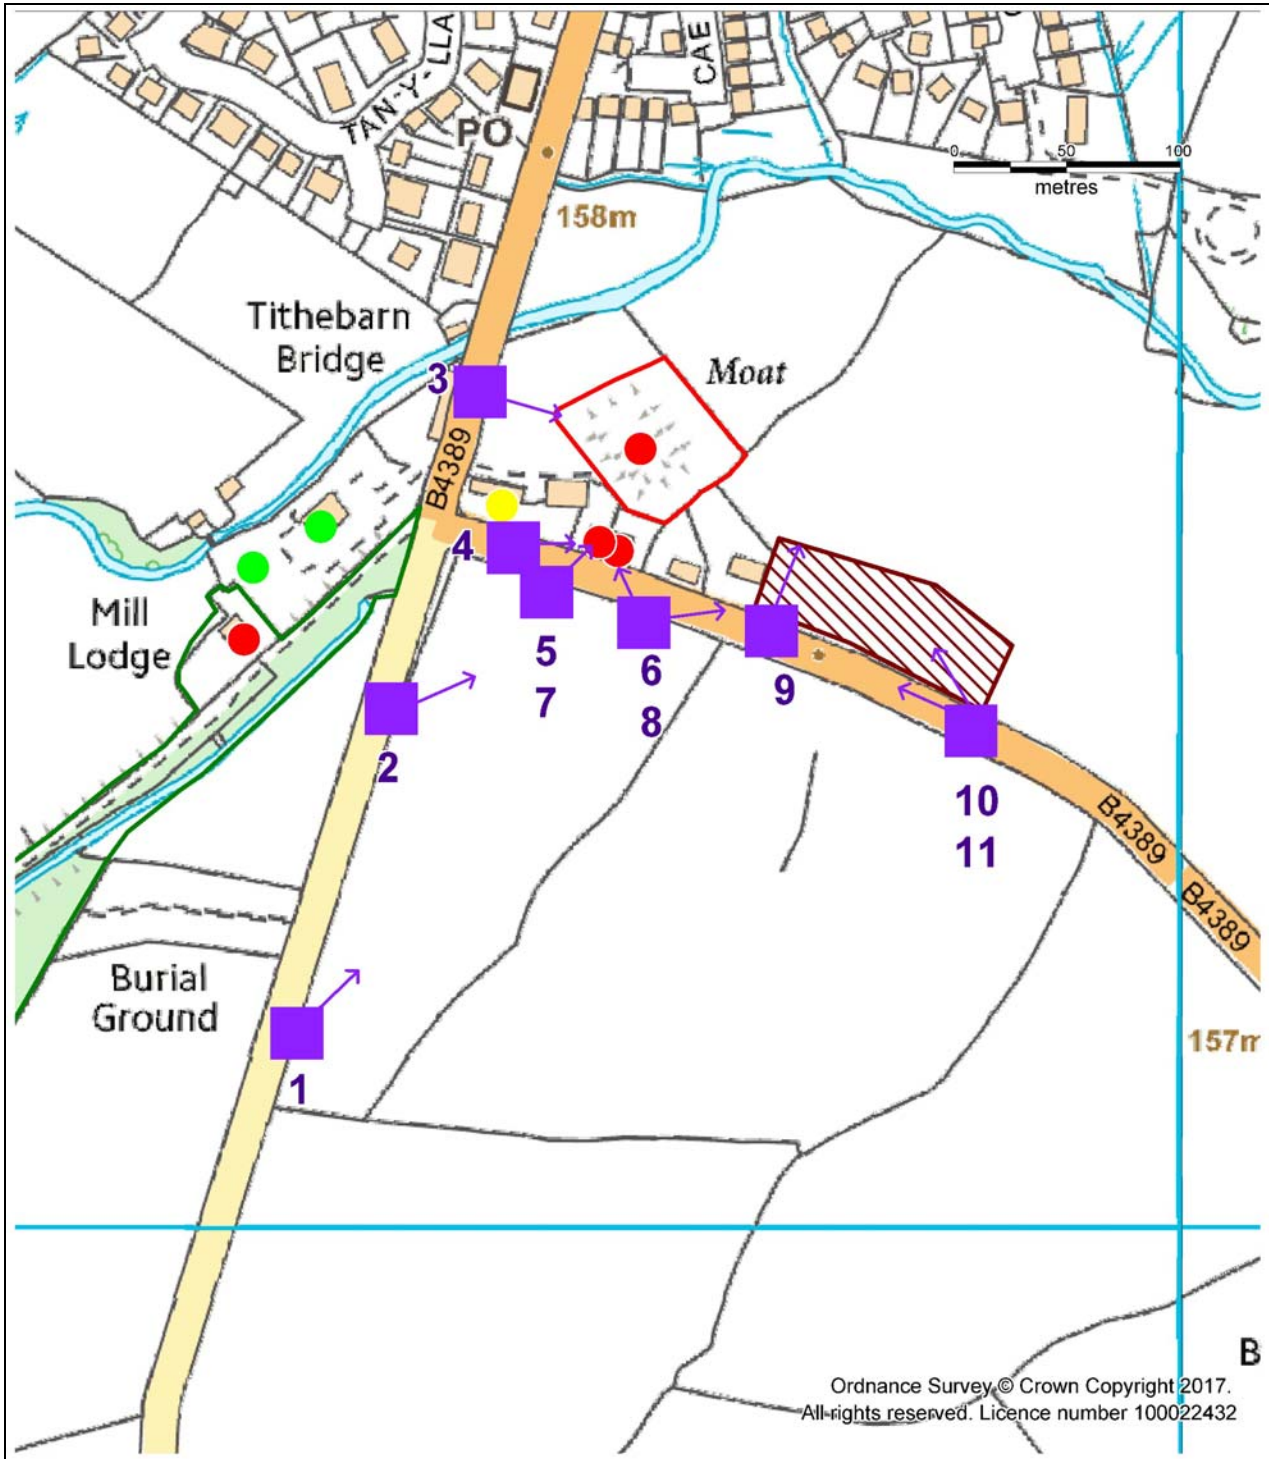 TAN-Y-LLA
CAE
PO
0 50 100
metres
158m
Tithebarn
Bridge
Moat
3
B4389
4
Mill
Lodge
5
6
7
8
9
2
10
11
B4389
B4389
Burial
Ground
157m
1
B
Ordnance Survey © Crown Copyright 2017.
All rights reserved. Licence number 100022432